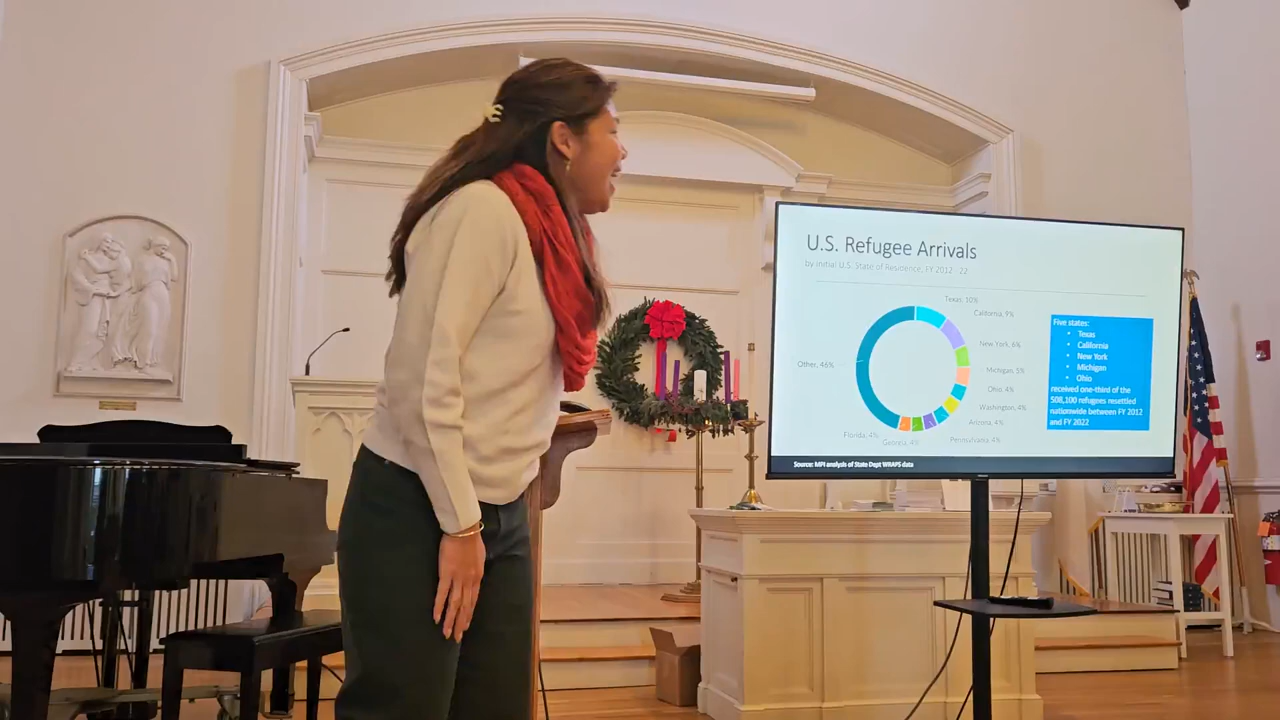 U.S. Refugee Arrivals
by Initial U.S. State of Residence, FY 2012 - 22
Texas, 10%
California, 9%
New York, 6%
Michigan, 5%
Ohio, 4%
Washington, 4%
Arizona, 4%
Pennsylvania, 4%
Georgia, 4%
Florida, 4%
Other, 46%
Five states:
• Texas
• California
• New York
• Michigan
• Ohio
received one-third of the
508,100 refugees resettled
nationwide between FY 2012
and FY 2022
Source: MPI analysis of State Dept WRAPS data